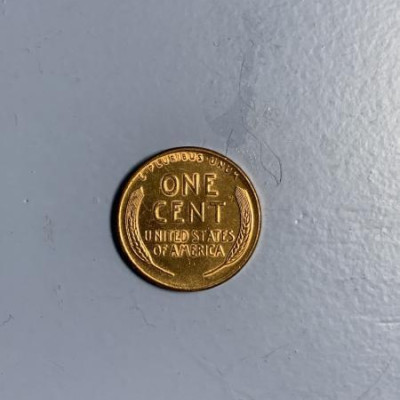 E PLURIBUS UNUM
ONE
CENT
UNITED STATES
OF AMERICA